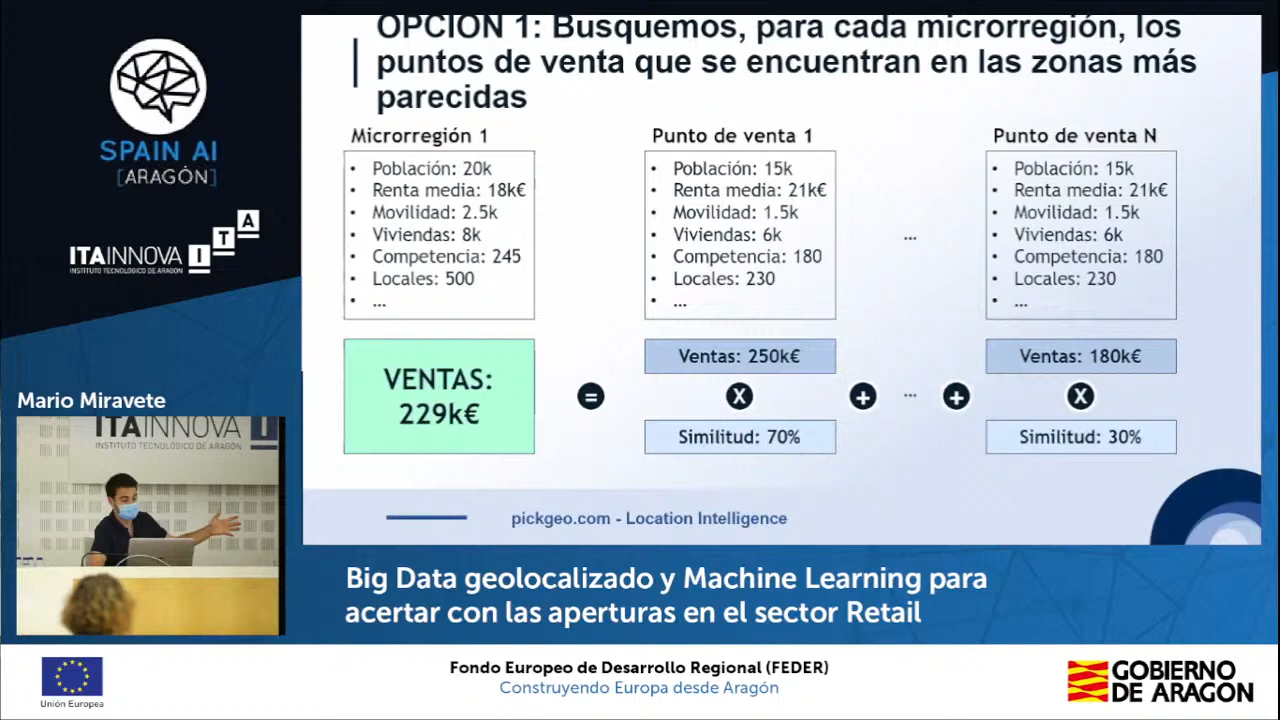 SPAIN AI
[ARAGÓN]
ITAINNOVA
INSTITUTO TECNOLÓGICO DE ARAGÓN
I T A
Mario Miravete
ITAINNOVA
INSTITUTO TECNOLÓGICO DE ARAGÓN
OPCIÓN 1: Busquemos, para cada microrregión, los
puntos de venta que se encuentran en las zonas más
parecidas
Microrregión 1
• Población: 20k
• Renta media: 18k€
• Movilidad: 2.5k
• Viviendas: 8k
• Competencia: 245
• Locales: 500
• ...
VENTAS:
229k€
=
Punto de venta 1
• Población: 15k
• Renta media: 21k€
• Movilidad: 1.5k
• Viviendas: 6k
• Competencia: 180
• Locales: 230
• ...
Ventas: 250k€
X
Similitud: 70%
...
+ ... +
Punto de venta N
• Población: 15k
• Renta media: 21k€
• Movilidad: 1.5k
• Viviendas: 6k
• Competencia: 180
• Locales: 230
• ...
Ventas: 180k€
X
Similitud: 30%
pickgeo.com - Location Intelligence
Big Data geolocalizado y Machine Learning para
acertar con las aperturas en el sector Retail
Unión Europea
Fondo Europeo de Desarrollo Regional (FEDER)
Construyendo Europa desde Aragón
GOBIERNO
DE ARAGON